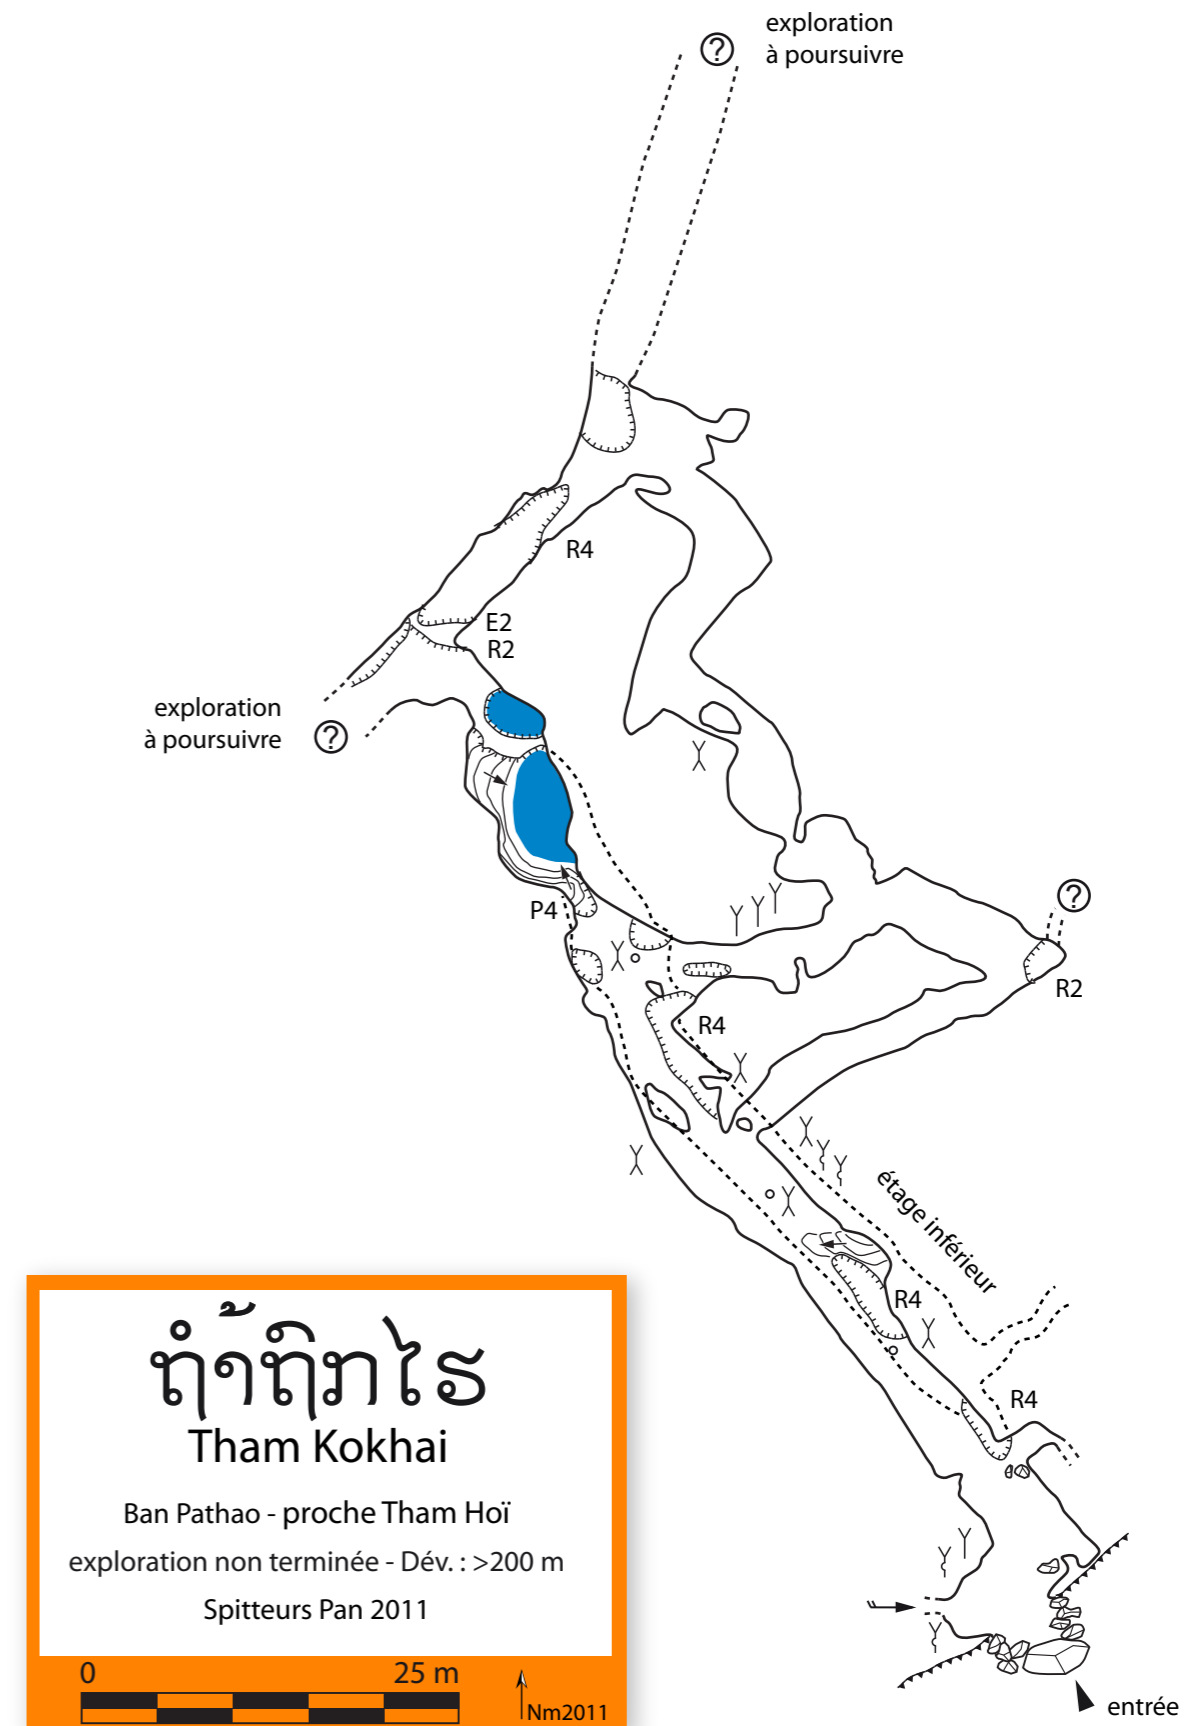 exploration
à poursuivre
?
R4
E2
R2
exploration
à poursuivre
?
P4
?
R2
R4
étage inférieur
R4
R4
ຖ້ຳຖິກໄຮ
Tham Kokhai
Ban Pathao - proche Tham Hoï
exploration non terminée - Dév. : >200 m
Spitteurs Pan 2011
0 25 m
Nm2011
entrée